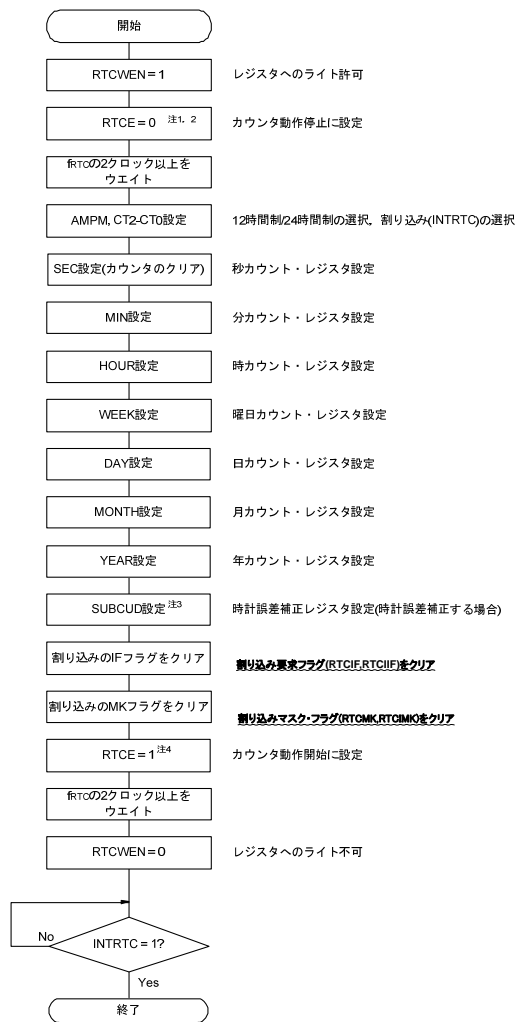 開始
RTCWEN=1 レジスタへのライト許可
RTCE=0 注1，2 カウンタ動作停止に設定
fRTCの2クロック以上を
ウエイト
AMPM, CT2-CT0設定 12時間制/24時間制の選択，割り込み(INTRTC)の選択
SEC設定(カウンタのクリア) 秒カウント・レジスタ設定
MIN設定 分カウント・レジスタ設定
HOUR設定 時カウント・レジスタ設定
WEEK設定 曜日カウント・レジスタ設定
DAY設定 日カウント・レジスタ設定
MONTH設定 月カウント・レジスタ設定
YEAR設定 年カウント・レジスタ設定
SUBCUD設定 注3 時計誤差補正レジスタ設定(時計誤差補正する場合)
割り込みのIFフラグをクリア 割り込み要求フラグ(RTCIF,RTCIIF)をクリア
割り込みのMKフラグをクリア 割り込みマスク・フラグ(RTCMK,RTCIMK)をクリア
RTCE=1 注4 カウンタ動作開始に設定
fRTCの2クロック以上を
ウエイト
RTCWEN=0 レジスタへのライト不可
No
INTRTC = 1?
Yes
終了